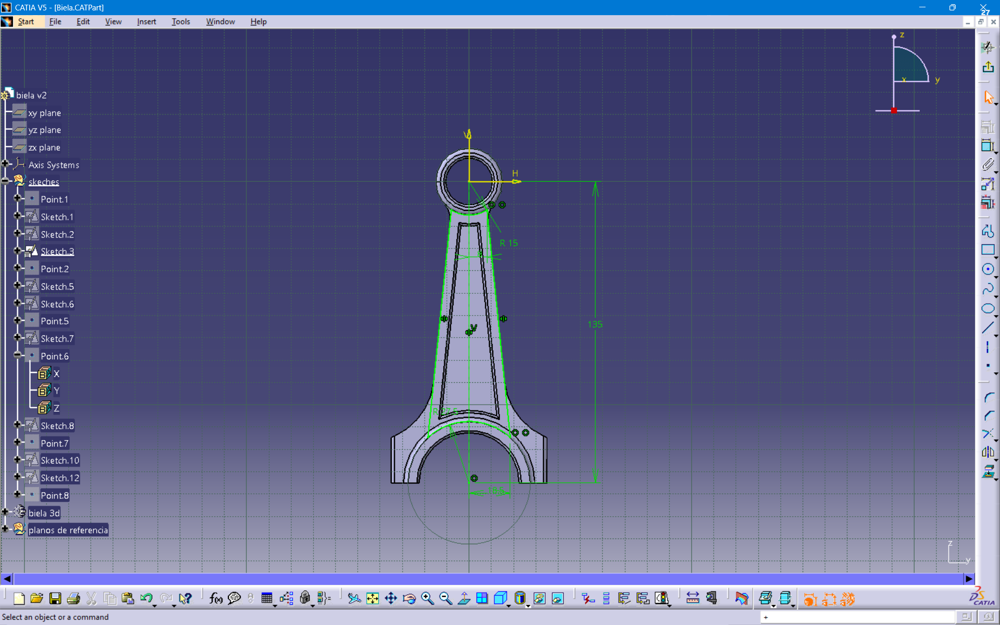 CATIA V5 - [Biela.CATPart]
27
Start File Edit View Insert Tools Window Help
z
x y
biela v2
xy plane
yz plane
zx plane
Axis Systems
skeches
Point.1
Sketch.1
Sketch.2
Sketch.3
Point.2
Sketch.5
Sketch.6
Point.5
Sketch.7
Point.6
X
Y
Z
Sketch.8
Point.7
Sketch.10
Sketch.12
Point.8
biela 3d
planos de referencia
V
H
R 15
V
135
R 27.5
z
y
f(x)
CATIA
Select an object or a command